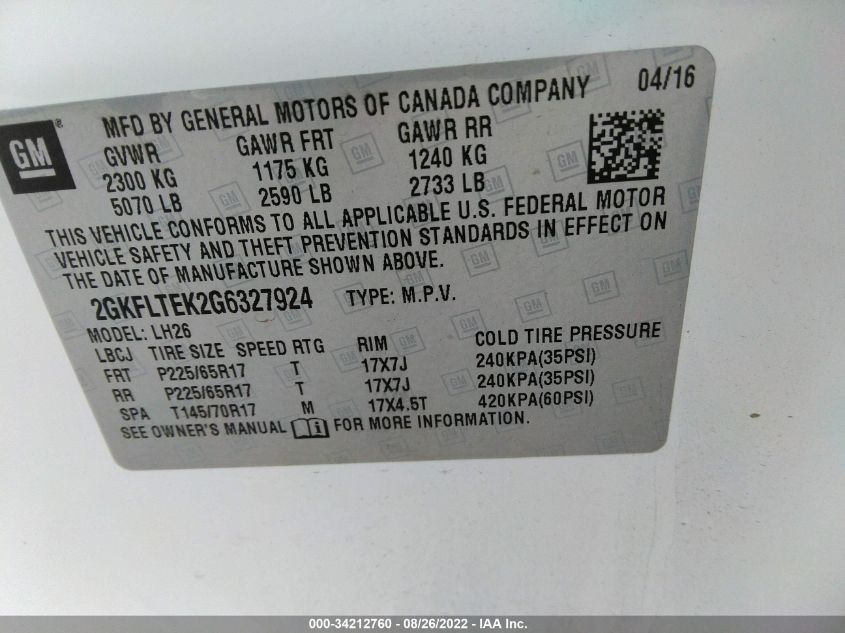 MFD BY GENERAL MOTORS OF CANADA COMPANY 04/16
GM ®
GVWR GAWR FRT GAWR RR
2300 KG 1175 KG 1240 KG
5070 LB 2590 LB 2733 LB
THIS VEHICLE CONFORMS TO ALL APPLICABLE U.S. FEDERAL MOTOR
VEHICLE SAFETY AND THEFT PREVENTION STANDARDS IN EFFECT ON
THE DATE OF MANUFACTURE SHOWN ABOVE.
2GKFLTEK2G6327924 TYPE: M.P.V.
MODEL: LH26
LBCJ TIRE SIZE SPEED RTG RIM COLD TIRE PRESSURE
FRT P225/65R17 T 17X7J 240KPA(35PSI)
RR P225/65R17 T 17X7J 240KPA(35PSI)
SPA T145/70R17 M 17X4.5T 420KPA(60PSI)
SEE OWNER'S MANUAL FOR MORE INFORMATION.
000-34212760 - 08/26/2022 - IAA Inc.